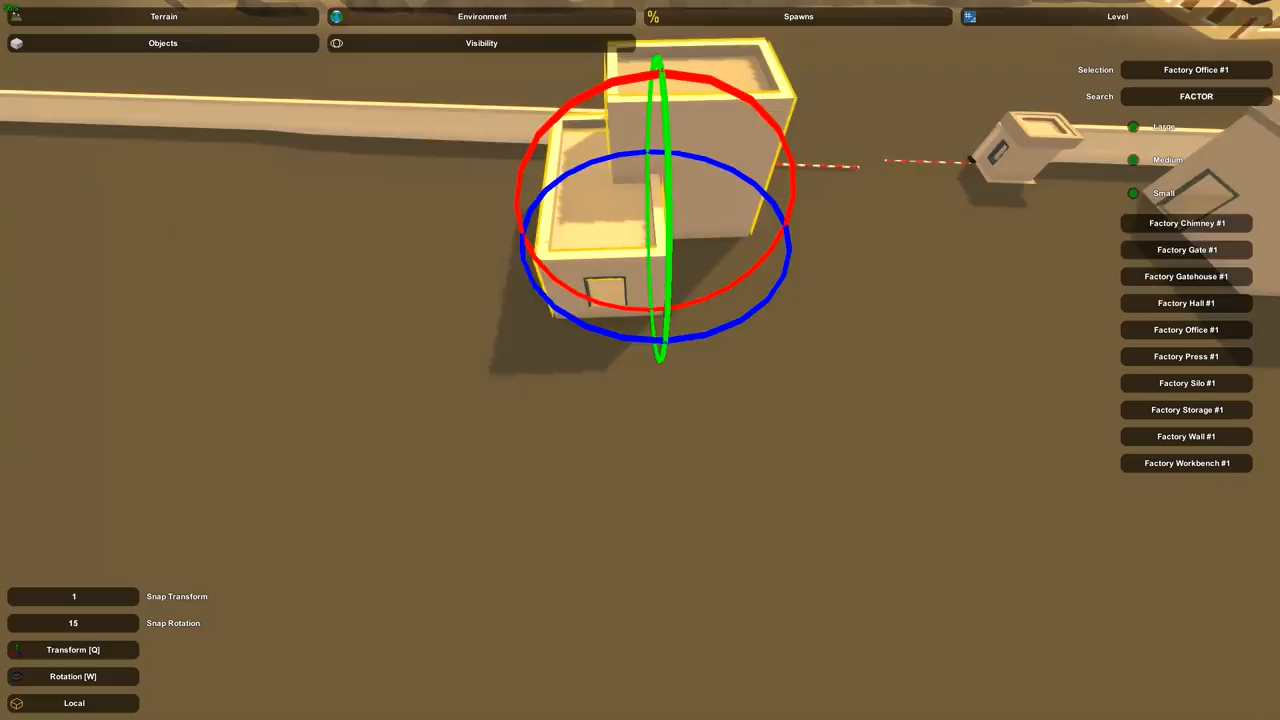 Terrain
Environment
Spawns
Level
Objects
Visibility
Selection
Factory Office #1
Search
FACTOR
Large
Medium
Small
Factory Chimney #1
Factory Gate #1
Factory Gatehouse #1
Factory Hall #1
Factory Office #1
Factory Press #1
Factory Silo #1
Factory Storage #1
Factory Wall #1
Factory Workbench #1
1
Snap Transform
15
Snap Rotation
Transform [Q]
Rotation [W]
Local